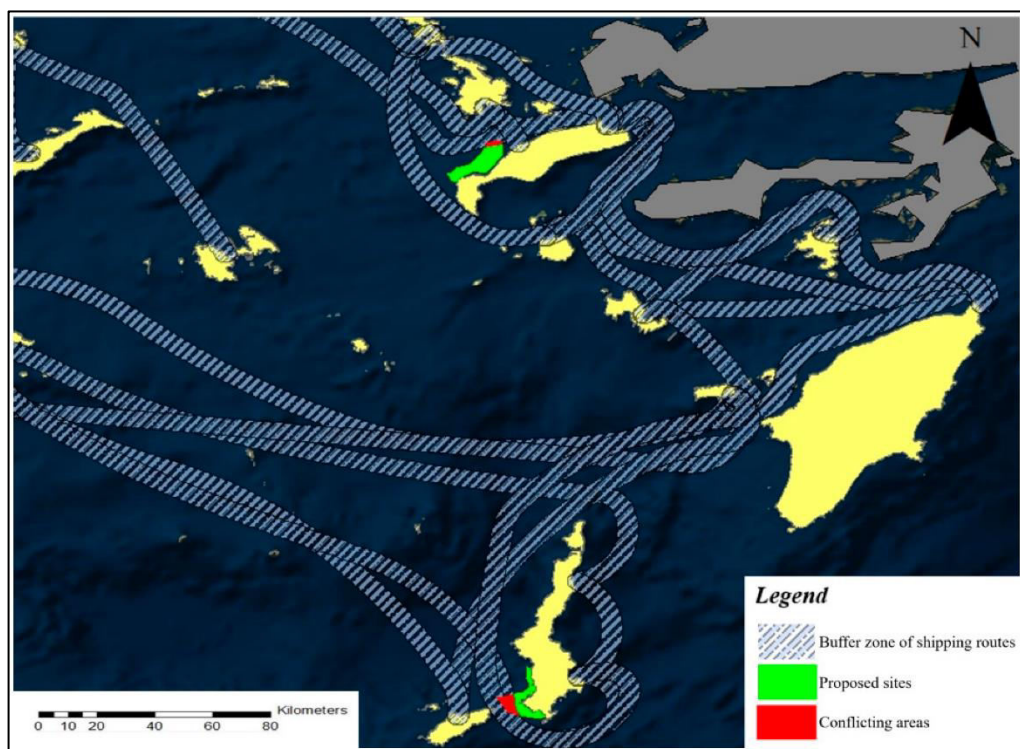 N
Legend
Buffer zone of shipping routes
Proposed sites
Conflicting areas
Kilometers
0 10 20 40 60 80